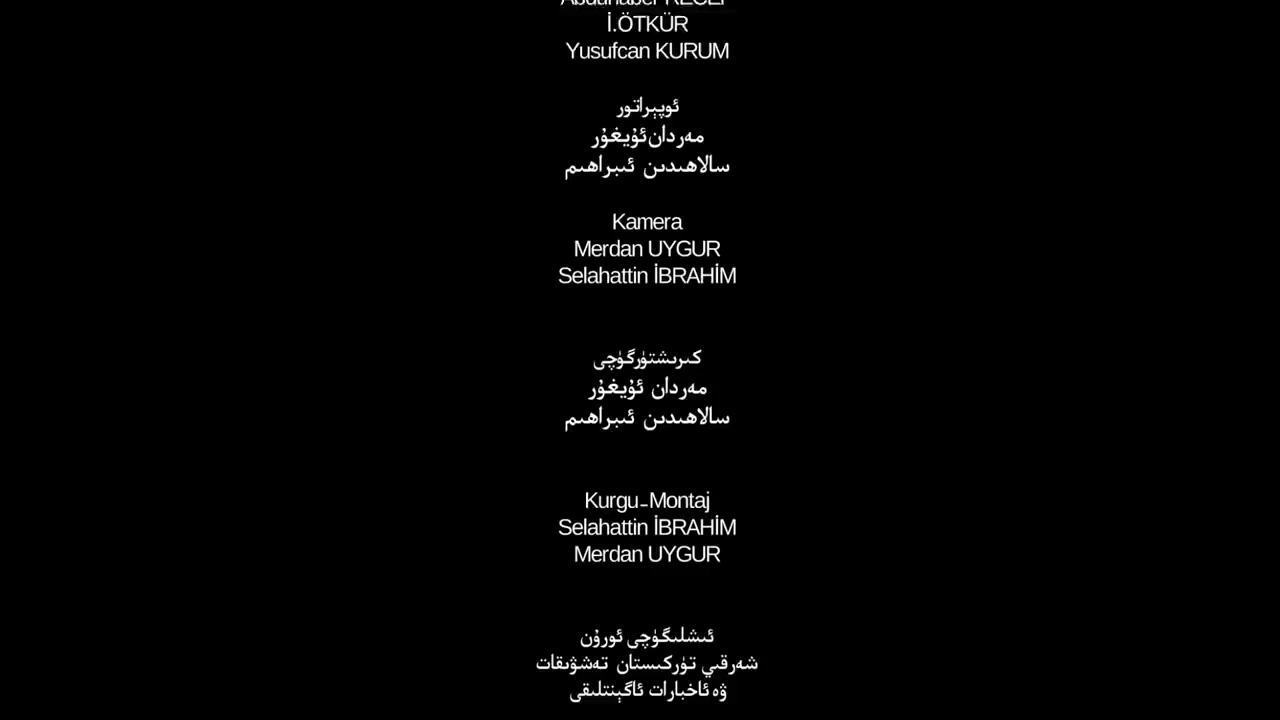 İ.ÖTKÜR
Yusufcan KURUM
ئوپېراتور
مەردان ئۇيغۇر
سالاھىدىن ئىبراھىم
Kamera
Merdan UYGUR
Selahattin İBRAHİM
كىرىشتۈرگۈچى
مەردان ئۇيغۇر
سالاھىدىن ئىبراھىم
Kurgu-Montaj
Selahattin İBRAHİM
Merdan UYGUR
ئىشلىگۈچى ئورۇن
شەرقىي تۈركىستان تەشۋىقات
ۋە ئاخبارات ئاگېنتلىقى